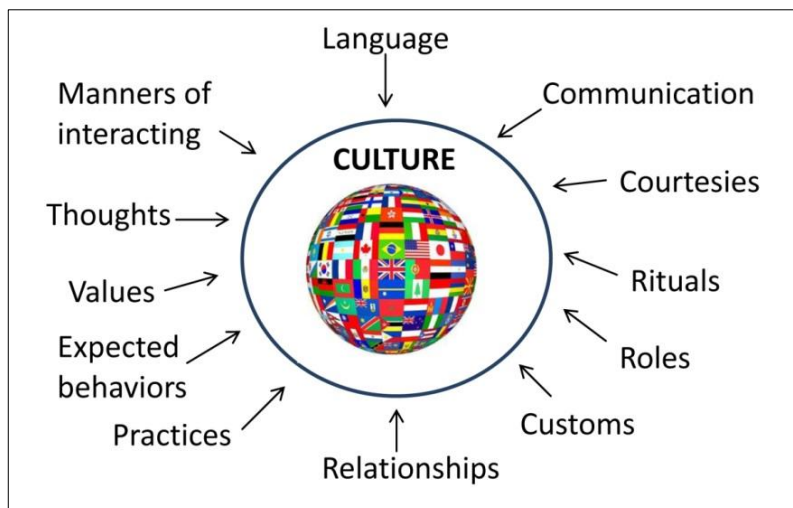 Language
Manners of
interacting
Communication
CULTURE
Courtesies
Thoughts
Values
Rituals
Expected
behaviors
Roles
Practices
Customs
Relationships